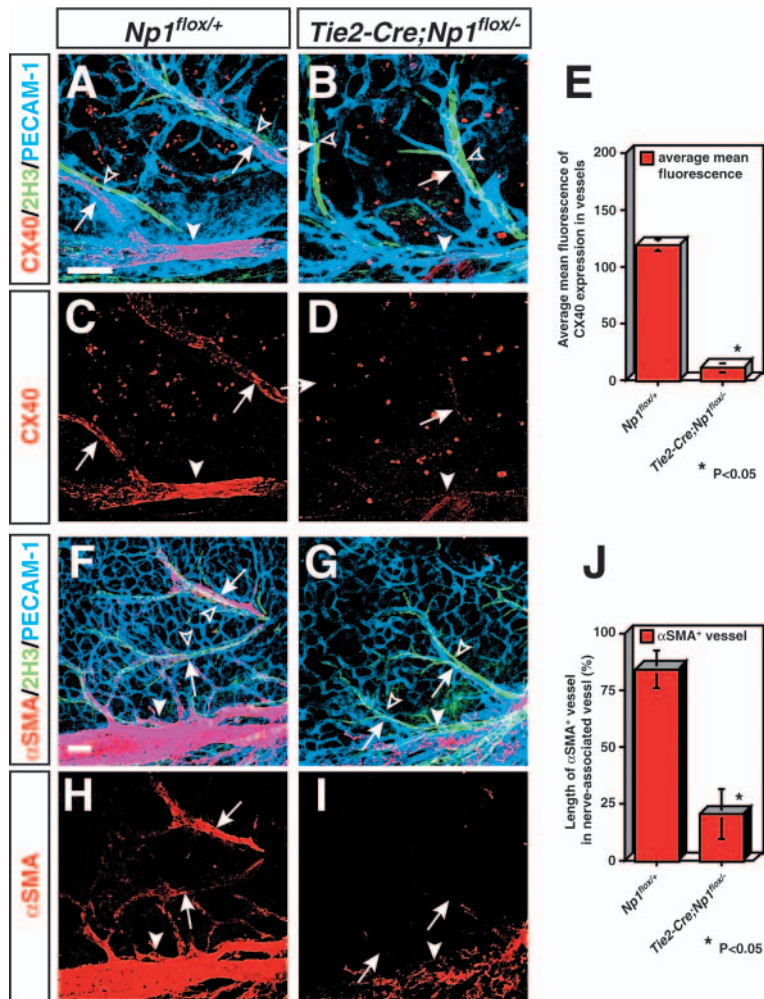 Np1flox/+
Tie2-Cre;Np1flox/-
CX40/2H3/PECAM-1
A
B
CX40
C
D
E
200
150
100
50
0
Average mean fluorescence of
CX40 expression in vessels
average mean
fluorescence
*
Np1flox/+
Tie2-Cre;Np1flox/-
* P<0.05
αSMA/2H3/PECAM-1
F
G
αSMA
H
I
J
100
75
50
25
0
Length of αSMA+ vessel
in nerve-associated vessl (%)
αSMA+ vessel
*
Np1flox/+
Tie2-Cre;Np1flox/-
* P<0.05